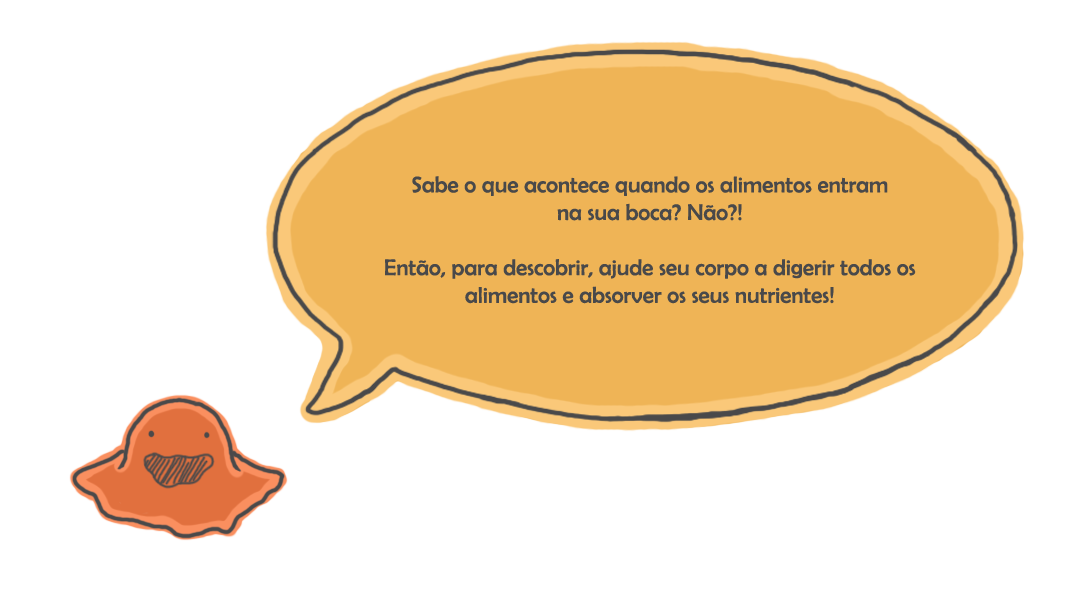 Sabe o que acontece quando os alimentos entram
na sua boca? Não?!
Então, para descobrir, ajude seu corpo a digerir todos os
alimentos e absorver os seus nutrientes!